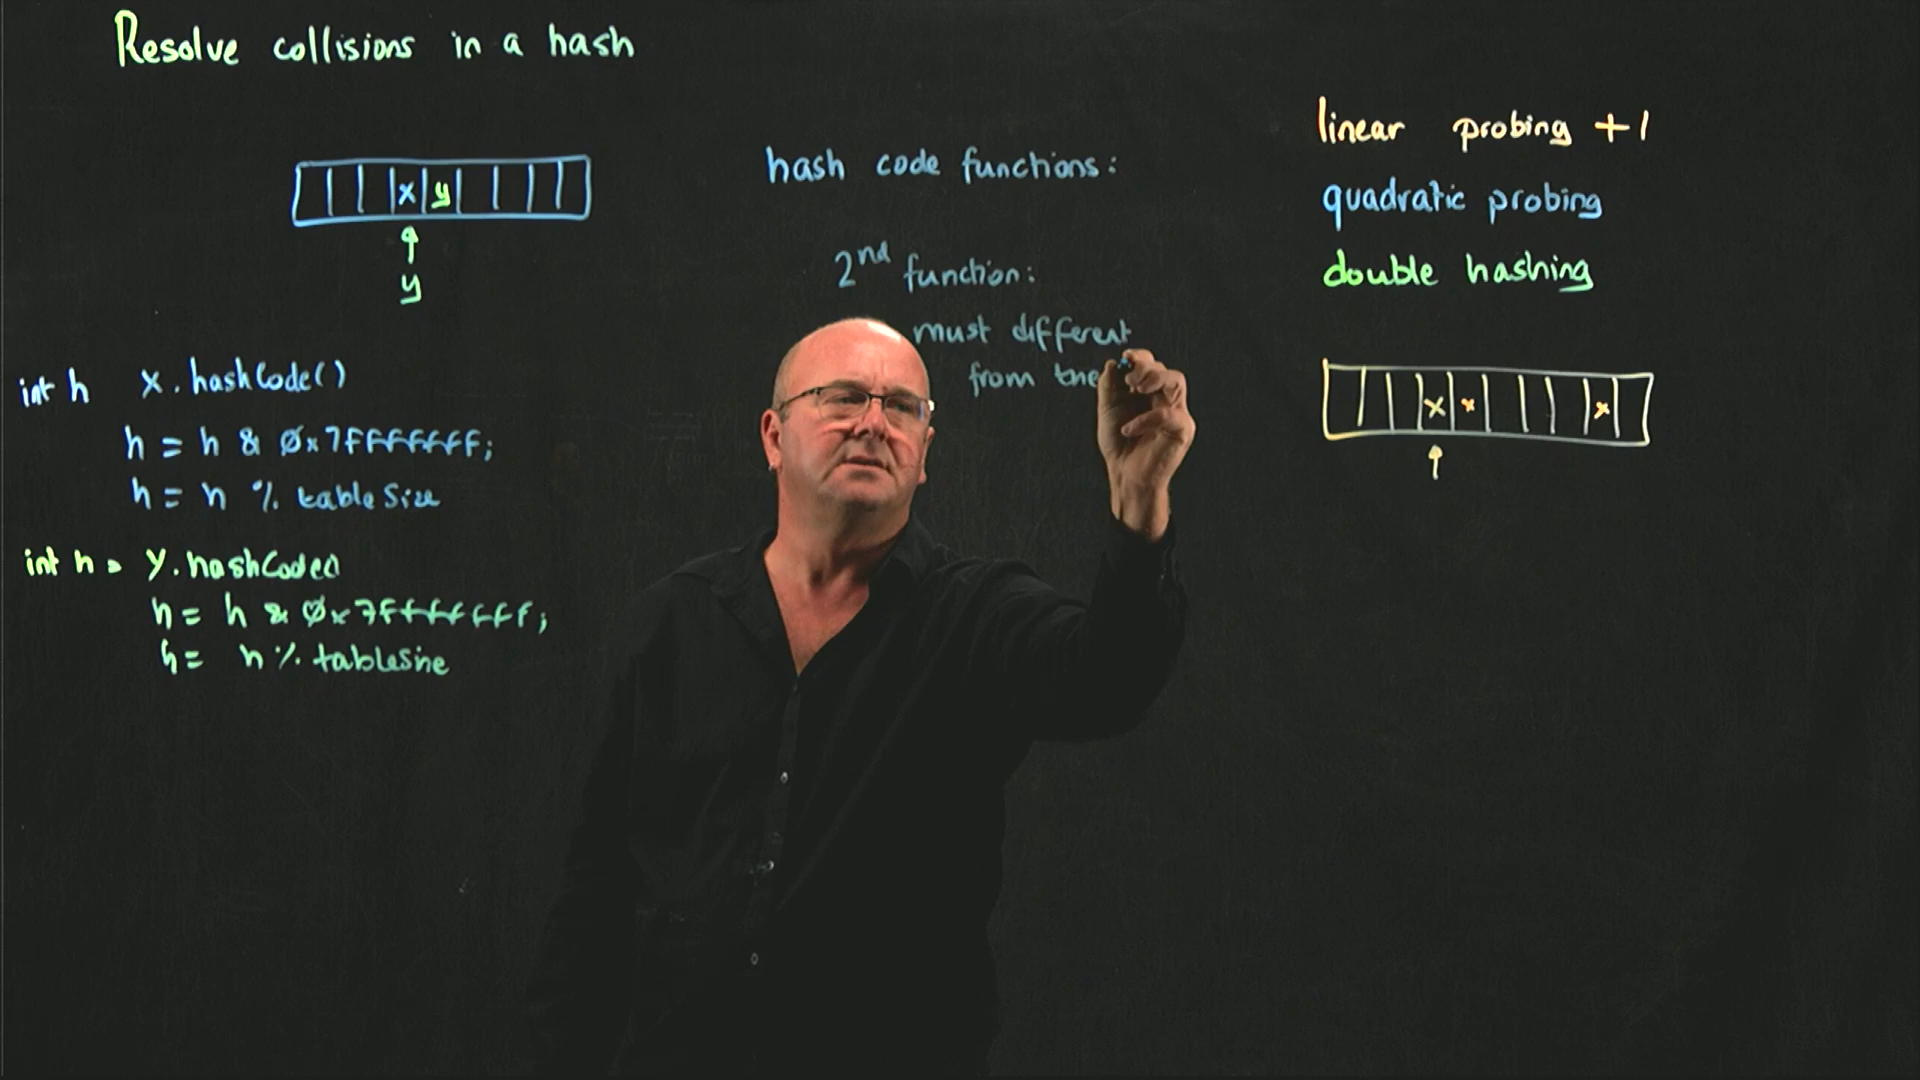 Resolve collisions in a hash
x y
y
int h x.hashCode()
h = h & 0x7fffffff;
h = h % tableSize
int h = y.hashCode()
h = h & 0x7fffffff;
h = h % tableSize
hash code functions:
2nd function:
must different
from the
linear probing +1
quadratic probing
double hashing
x x x